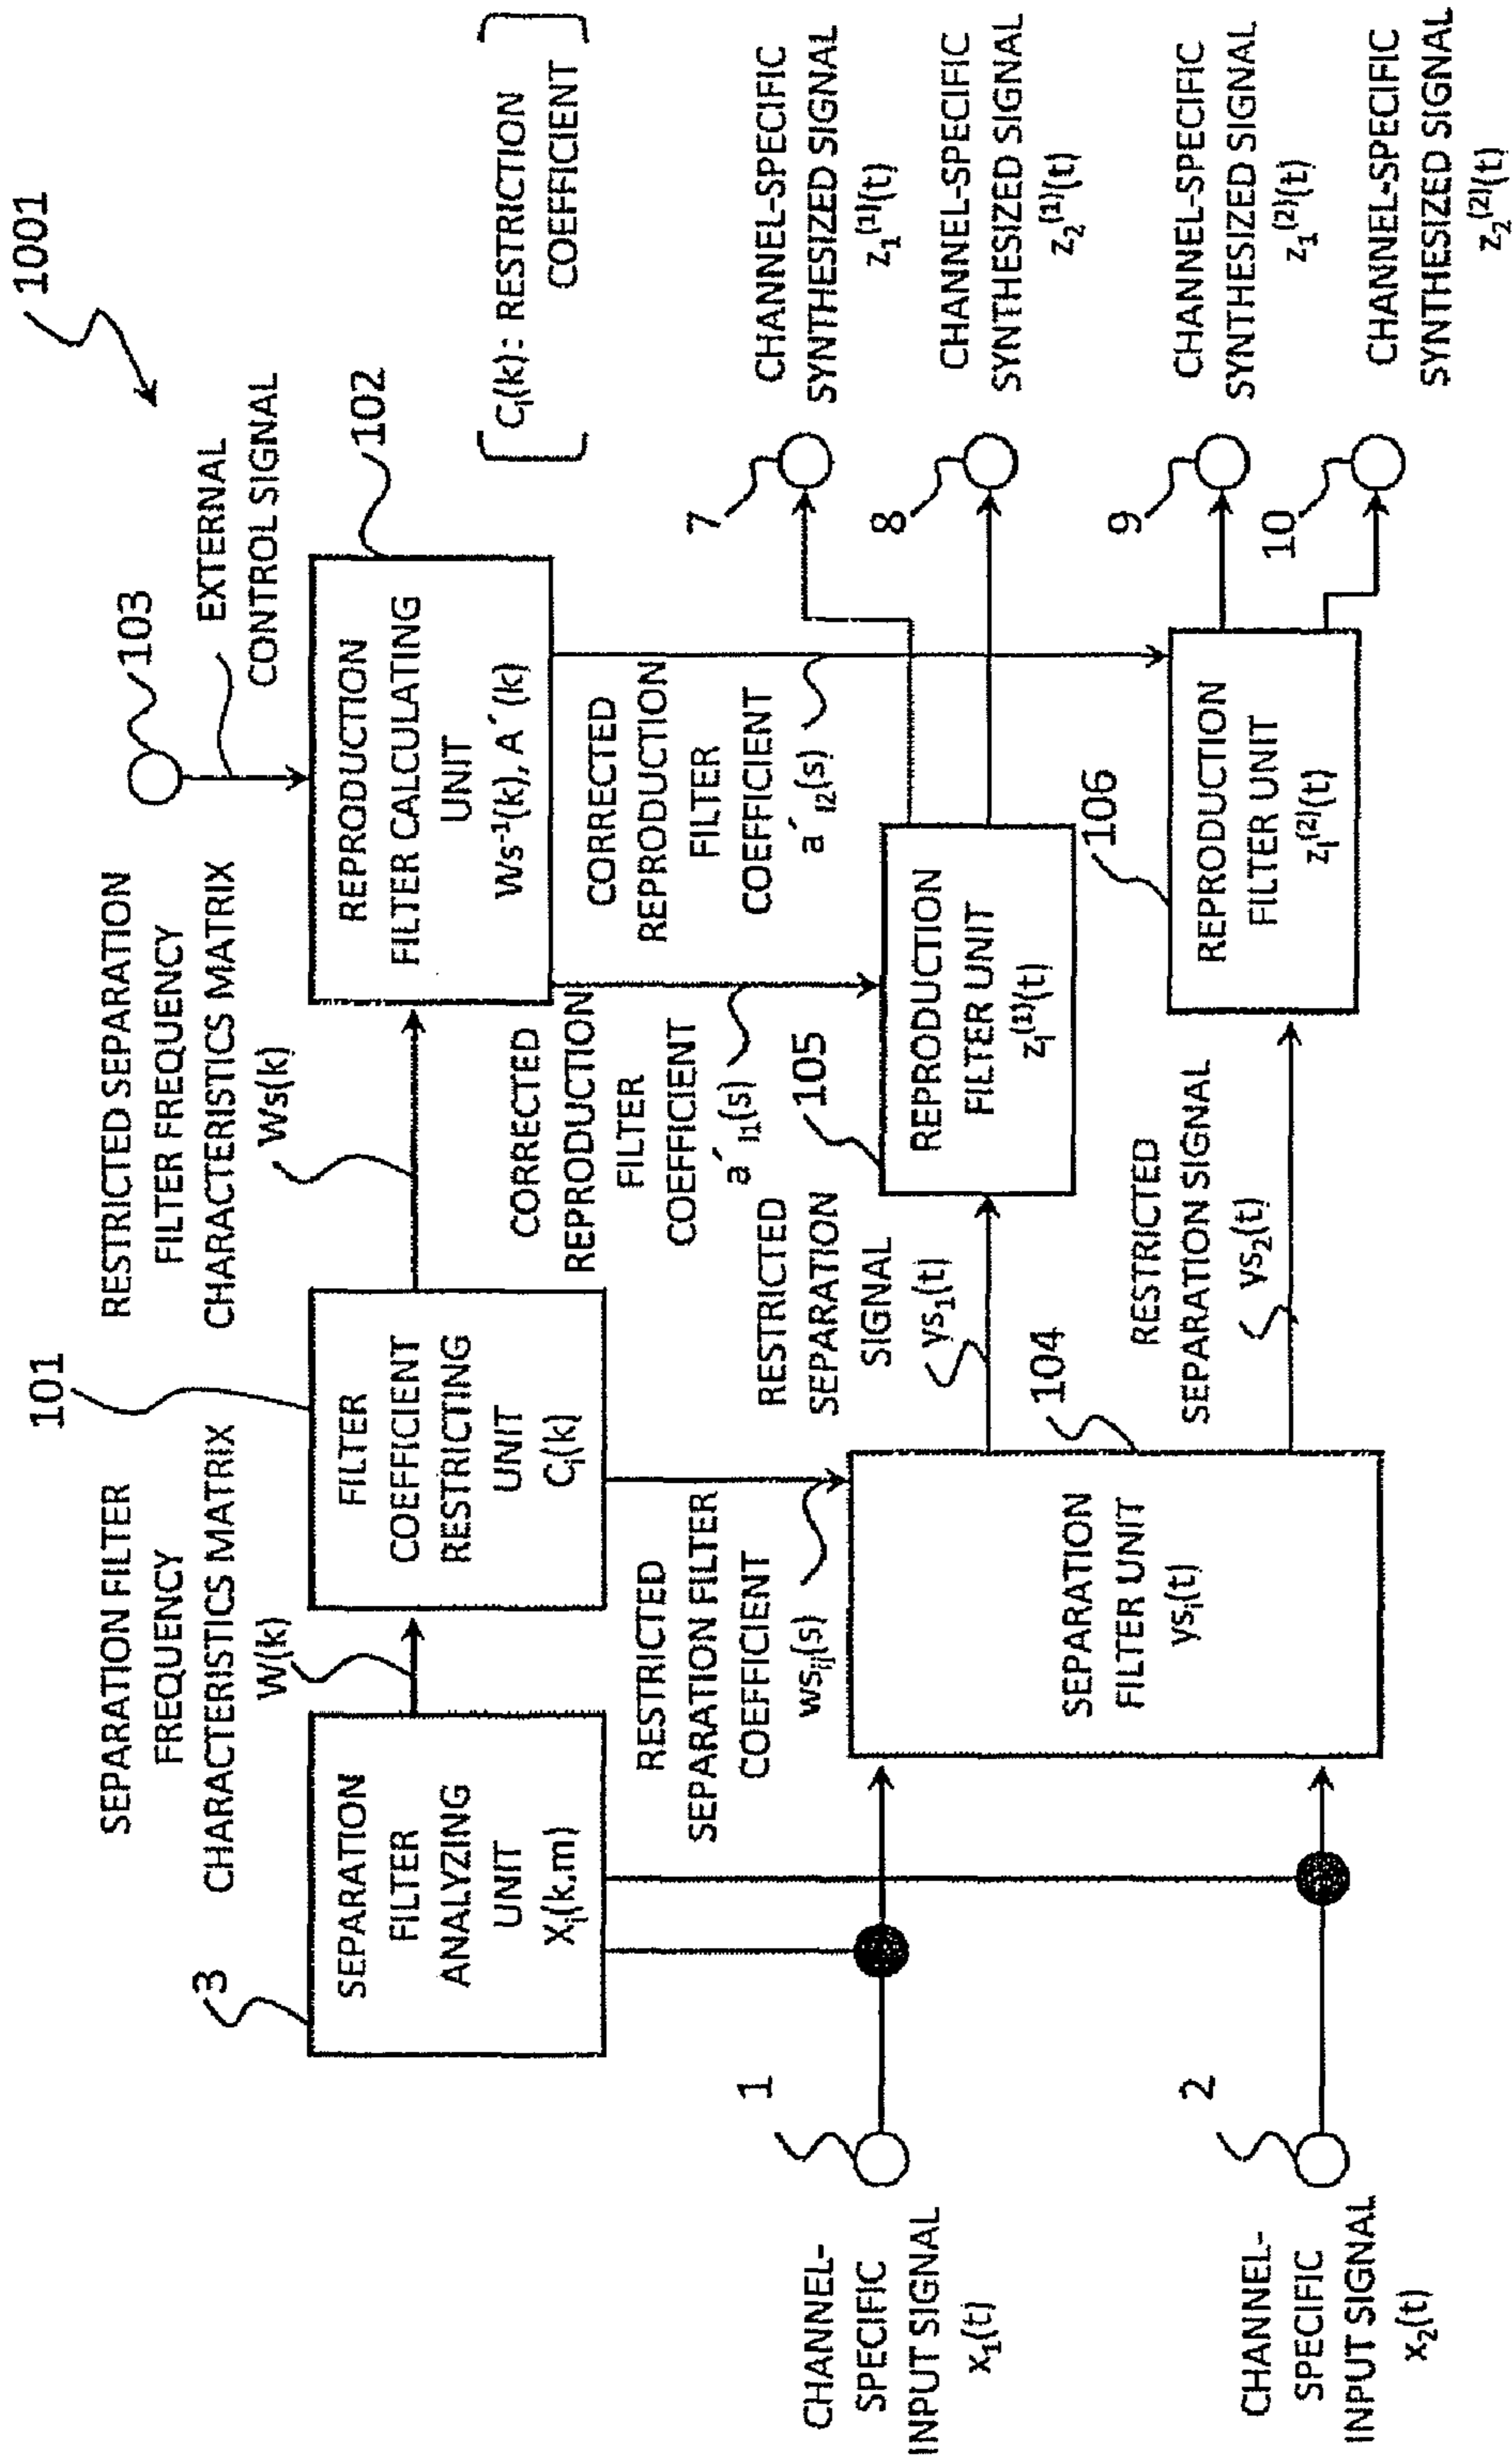 1001
103
EXTERNAL
CONTROL SIGNAL
SEPARATION FILTER
FREQUENCY
CHARACTERISTICS MATRIX
W(k)
101
RESTRICTED SEPARATION
FILTER FREQUENCY
CHARACTERISTICS MATRIX
Ws(k)
102
3
SEPARATION
FILTER
ANALYZING
UNIT
Xⱼ(k,m)
FILTER
COEFFICIENT
RESTRICTING
UNIT
Cᵢ(k)
REPRODUCTION
FILTER CALCULATING
UNIT
Ws⁻¹(k), A´(k)
Cᵢ(k): RESTRICTION
COEFFICIENT
RESTRICTED
SEPARATION FILTER
COEFFICIENT
wsᵢⱼ(s)
CORRECTED
REPRODUCTION
FILTER
COEFFICIENT
a´ₗ₁(s)
CORRECTED
REPRODUCTION
FILTER
COEFFICIENT
a´ₗ₂(s)
1
CHANNEL-
SPECIFIC
INPUT SIGNAL
x₁(t)
2
CHANNEL-
SPECIFIC
INPUT SIGNAL
x₂(t)
104
SEPARATION
FILTER UNIT
ysᵢ(t)
RESTRICTED
SEPARATION
SIGNAL
ys₁(t)
RESTRICTED
SEPARATION SIGNAL
ys₂(t)
105
REPRODUCTION
FILTER UNIT
zₗ⁽¹⁾(t)
106
REPRODUCTION
FILTER UNIT
zₗ⁽²⁾(t)
7
CHANNEL-SPECIFIC
SYNTHESIZED SIGNAL
z₁⁽¹⁾(t)
8
CHANNEL-SPECIFIC
SYNTHESIZED SIGNAL
z₂⁽¹⁾(t)
9
CHANNEL-SPECIFIC
SYNTHESIZED SIGNAL
z₁⁽²⁾(t)
10
CHANNEL-SPECIFIC
SYNTHESIZED SIGNAL
z₂⁽²⁾(t)